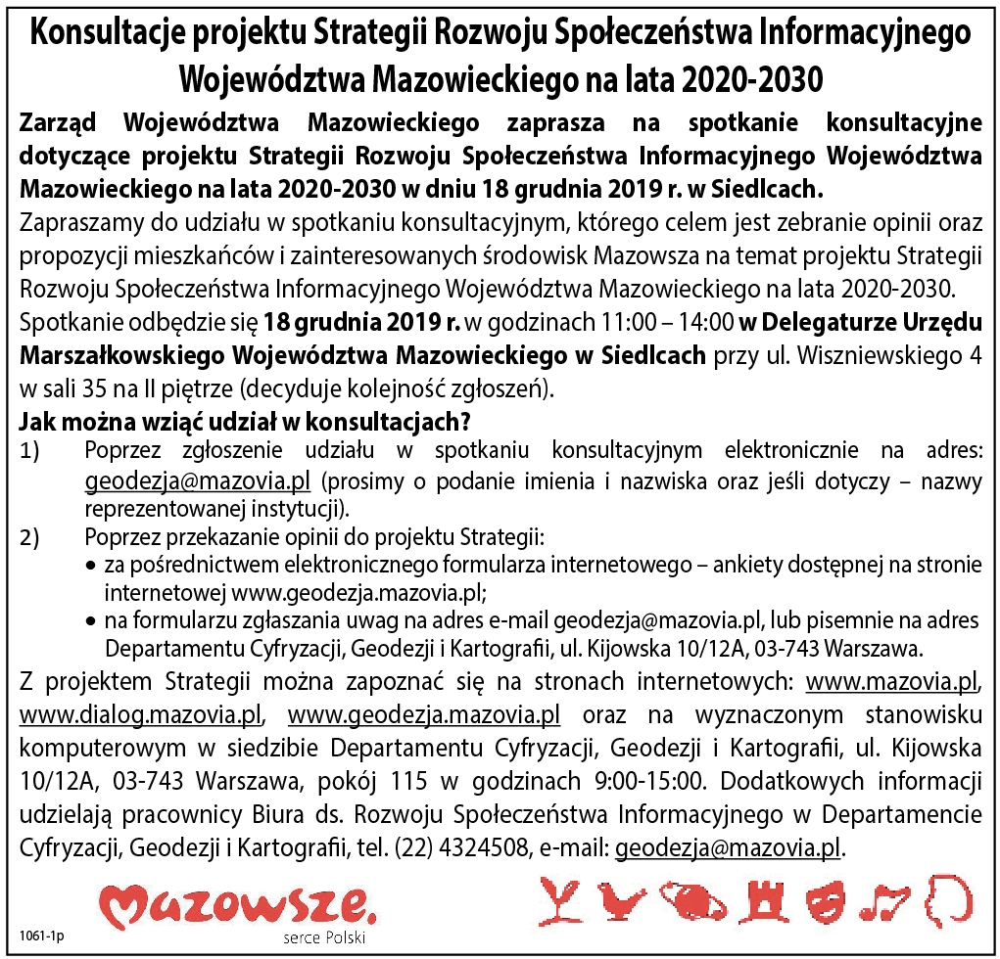 Konsultacje projektu Strategii Rozwoju Społeczeństwa Informacyjnego
Województwa Mazowieckiego na lata 2020-2030
Zarząd Województwa Mazowieckiego zaprasza na spotkanie konsultacyjne
dotyczące projektu Strategii Rozwoju Społeczeństwa Informacyjnego Województwa
Mazowieckiego na lata 2020-2030 w dniu 18 grudnia 2019 r. w Siedlcach.
Zapraszamy do udziału w spotkaniu konsultacyjnym, którego celem jest zebranie opinii oraz
propozycji mieszkańców i zainteresowanych środowisk Mazowsza na temat projektu Strategii
Rozwoju Społeczeństwa Informacyjnego Województwa Mazowieckiego na lata 2020-2030.
Spotkanie odbędzie się 18 grudnia 2019 r. w godzinach 11:00 – 14:00 w Delegaturze Urzędu
Marszałkowskiego Województwa Mazowieckiego w Siedlcach przy ul. Wiszniewskiego 4
w sali 35 na II piętrze (decyduje kolejność zgłoszeń).
Jak można wziąć udział w konsultacjach?
1) Poprzez zgłoszenie udziału w spotkaniu konsultacyjnym elektronicznie na adres:
geodezja@mazovia.pl (prosimy o podanie imienia i nazwiska oraz jeśli dotyczy – nazwy
reprezentowanej instytucji).
2) Poprzez przekazanie opinii do projektu Strategii:
• za pośrednictwem elektronicznego formularza internetowego – ankiety dostępnej na stronie
internetowej www.geodezja.mazovia.pl;
• na formularzu zgłaszania uwag na adres e-mail geodezja@mazovia.pl, lub pisemnie na adres
Departamentu Cyfryzacji, Geodezji i Kartografii, ul. Kijowska 10/12A, 03-743 Warszawa.
Z projektem Strategii można zapoznać się na stronach internetowych: www.mazovia.pl,
www.dialog.mazovia.pl, www.geodezja.mazovia.pl oraz na wyznaczonym stanowisku
komputerowym w siedzibie Departamentu Cyfryzacji, Geodezji i Kartografii, ul. Kijowska
10/12A, 03-743 Warszawa, pokój 115 w godzinach 9:00-15:00. Dodatkowych informacji
udzielają pracownicy Biura ds. Rozwoju Społeczeństwa Informacyjnego w Departamencie
Cyfryzacji, Geodezji i Kartografii, tel. (22) 4324508, e-mail: geodezja@mazovia.pl.
Mazowsze.
serce Polski
1061-1p